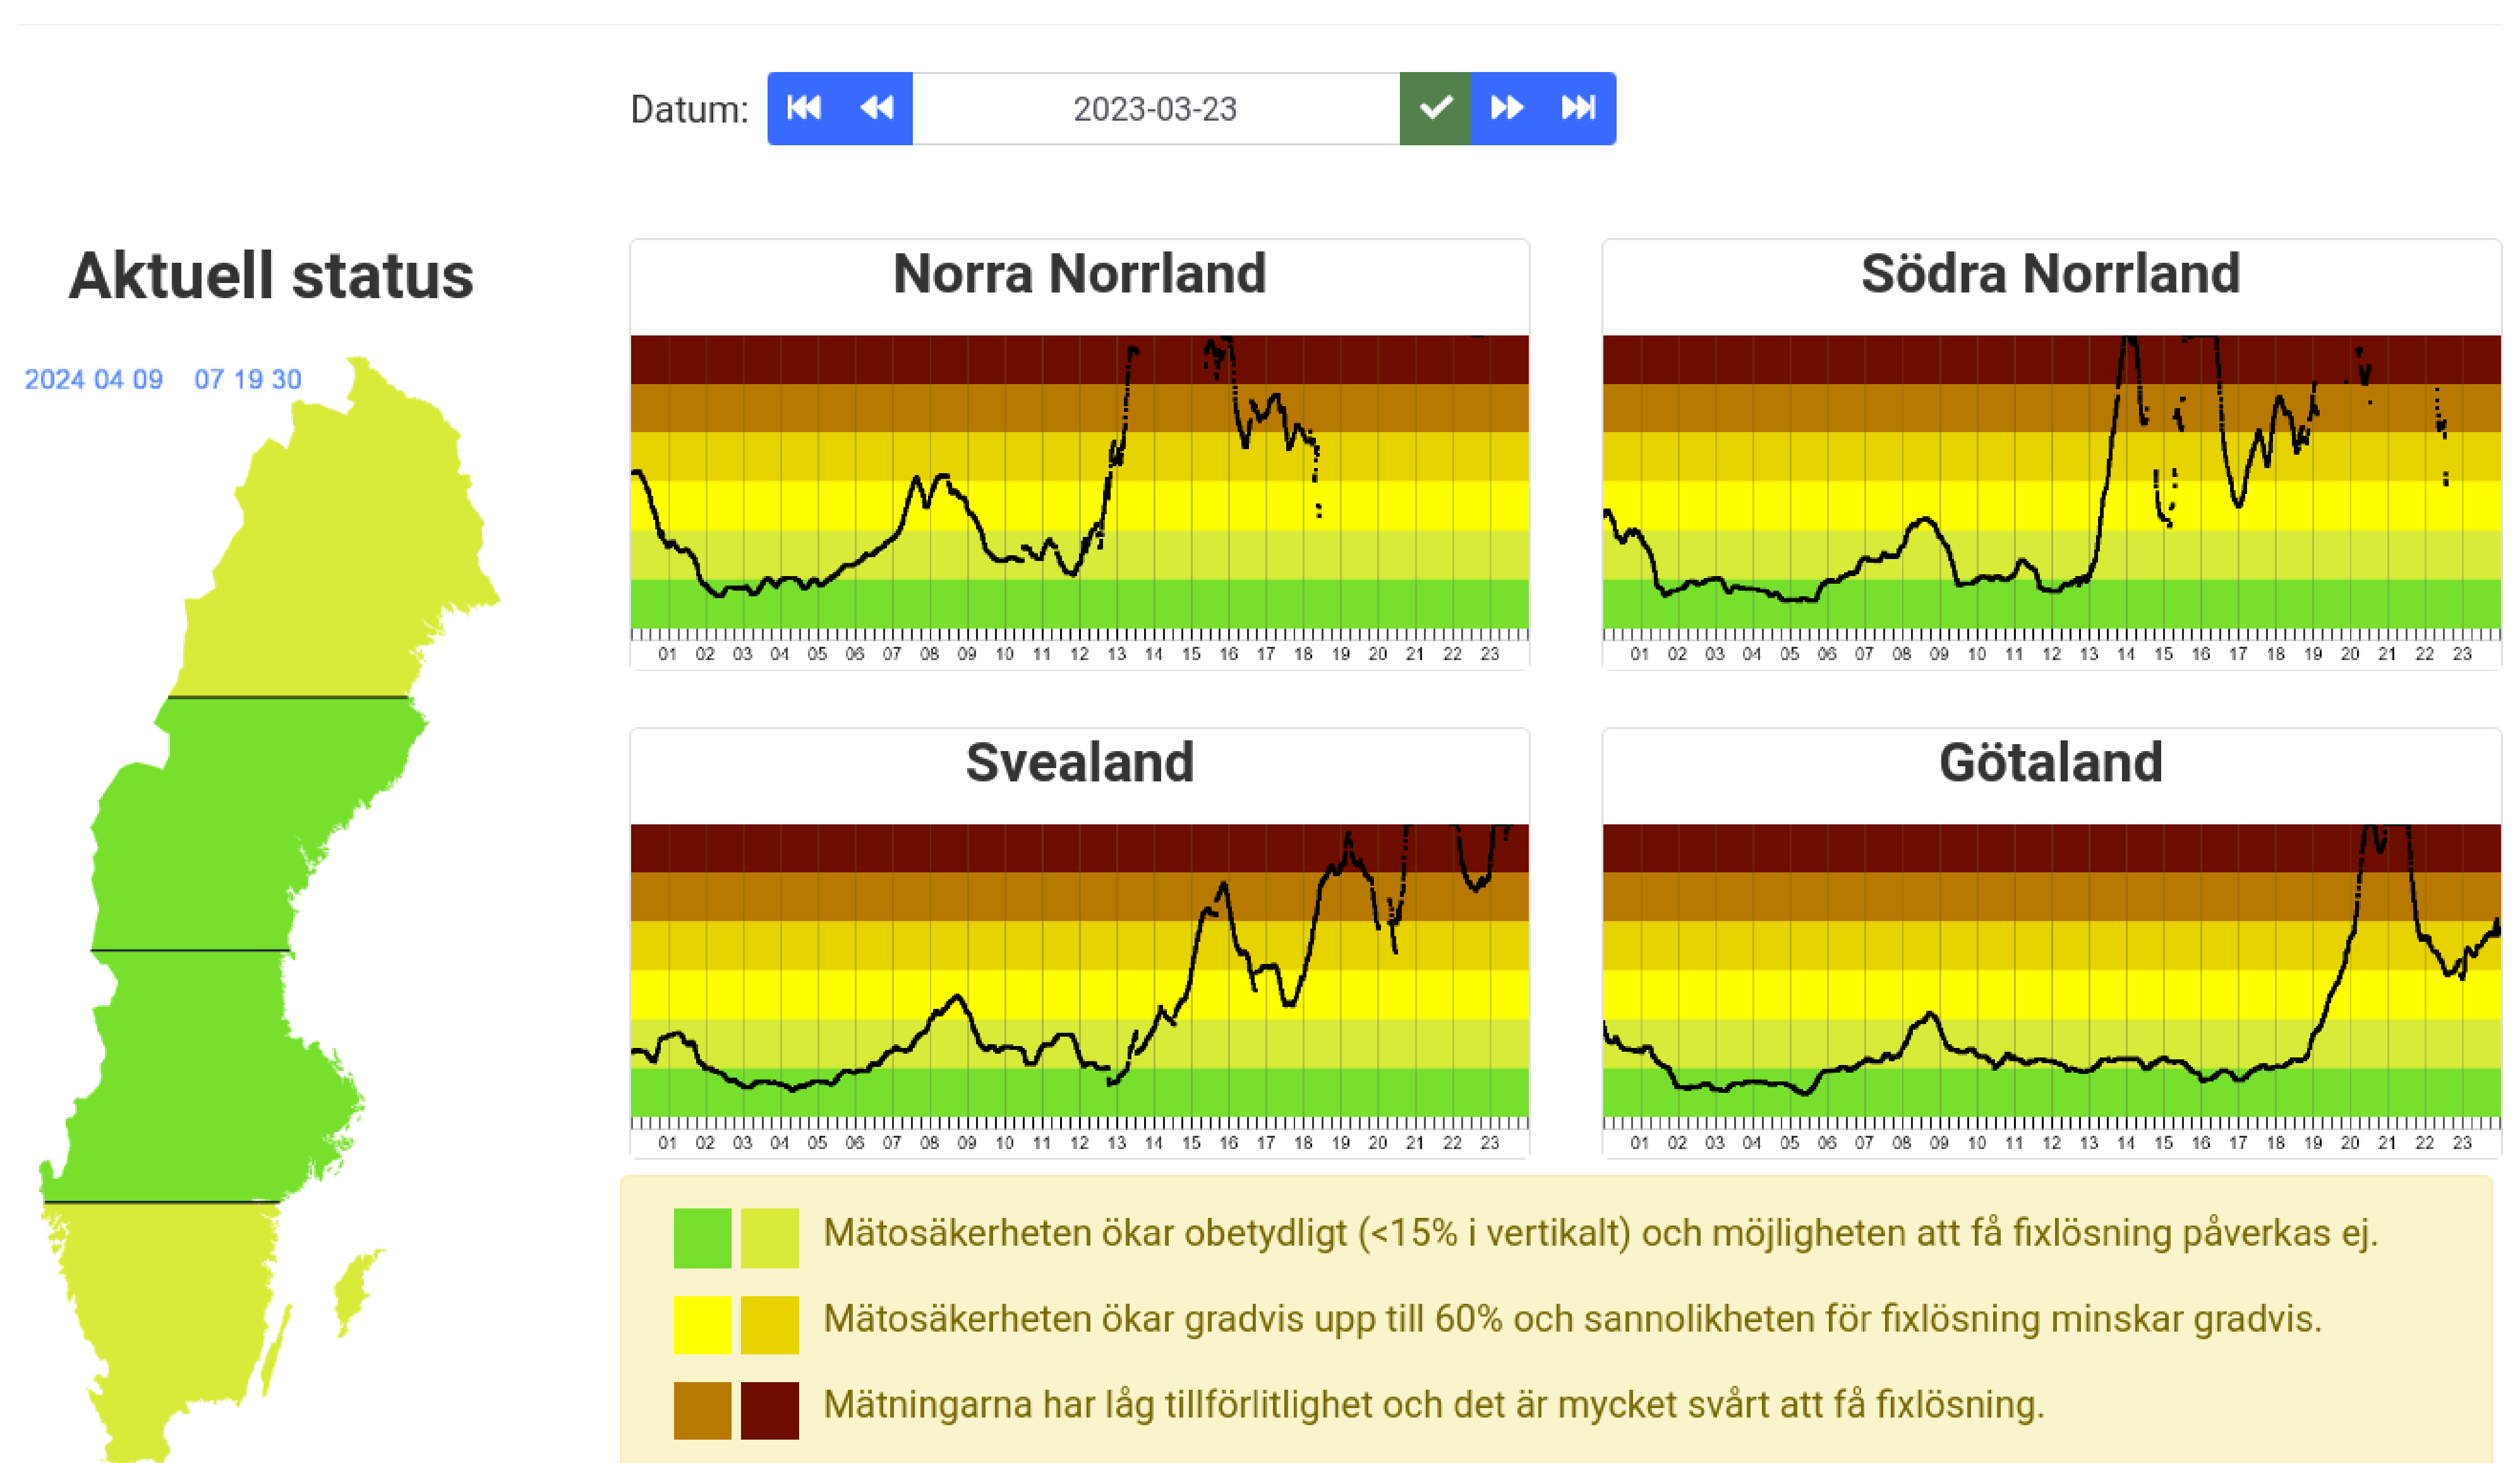 Datum: 2023-03-23
Aktuell status
2024 04 09 07 19 30
Norra Norrland
01 02 03 04 05 06 07 08 09 10 11 12 13 14 15 16 17 18 19 20 21 22 23
Södra Norrland
01 02 03 04 05 06 07 08 09 10 11 12 13 14 15 16 17 18 19 20 21 22 23
Svealand
01 02 03 04 05 06 07 08 09 10 11 12 13 14 15 16 17 18 19 20 21 22 23
Götaland
01 02 03 04 05 06 07 08 09 10 11 12 13 14 15 16 17 18 19 20 21 22 23
Mätosäkerheten ökar obetydligt (<15% i vertikalt) och möjligheten att få fixlösning påverkas ej.
Mätosäkerheten ökar gradvis upp till 60% och sannolikheten för fixlösning minskar gradvis.
Mätningarna har låg tillförlitlighet och det är mycket svårt att få fixlösning.